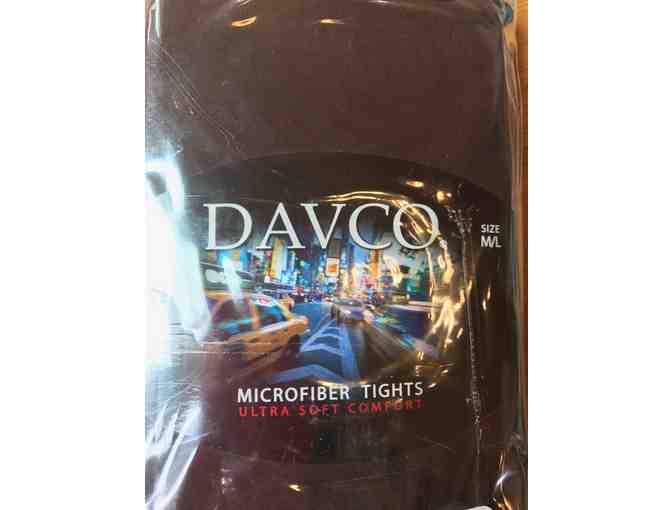 DAVCO
SIZE
M/L
MICROFIBER TIGHTS
ULTRA SOFT COMFORT